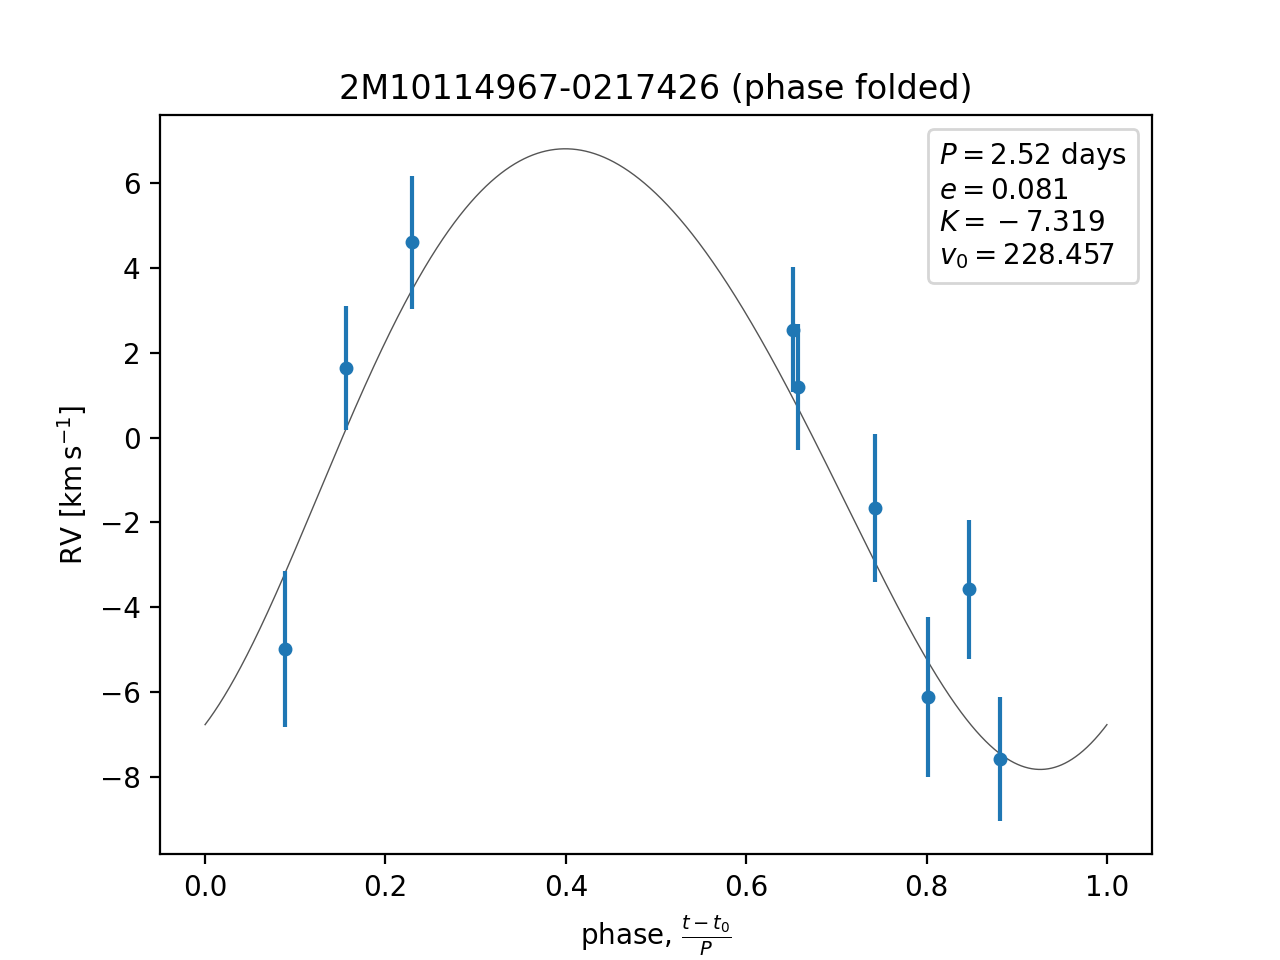 2M10114967-0217426 (phase folded)
P = 2.52 days
e = 0.081
K = −7.319
v₀ = 228.457
6
4
2
0
−2
−4
−6
−8
RV [km s⁻¹]
0.0 0.2 0.4 0.6 0.8 1.0
phase, (t − t₀)/P